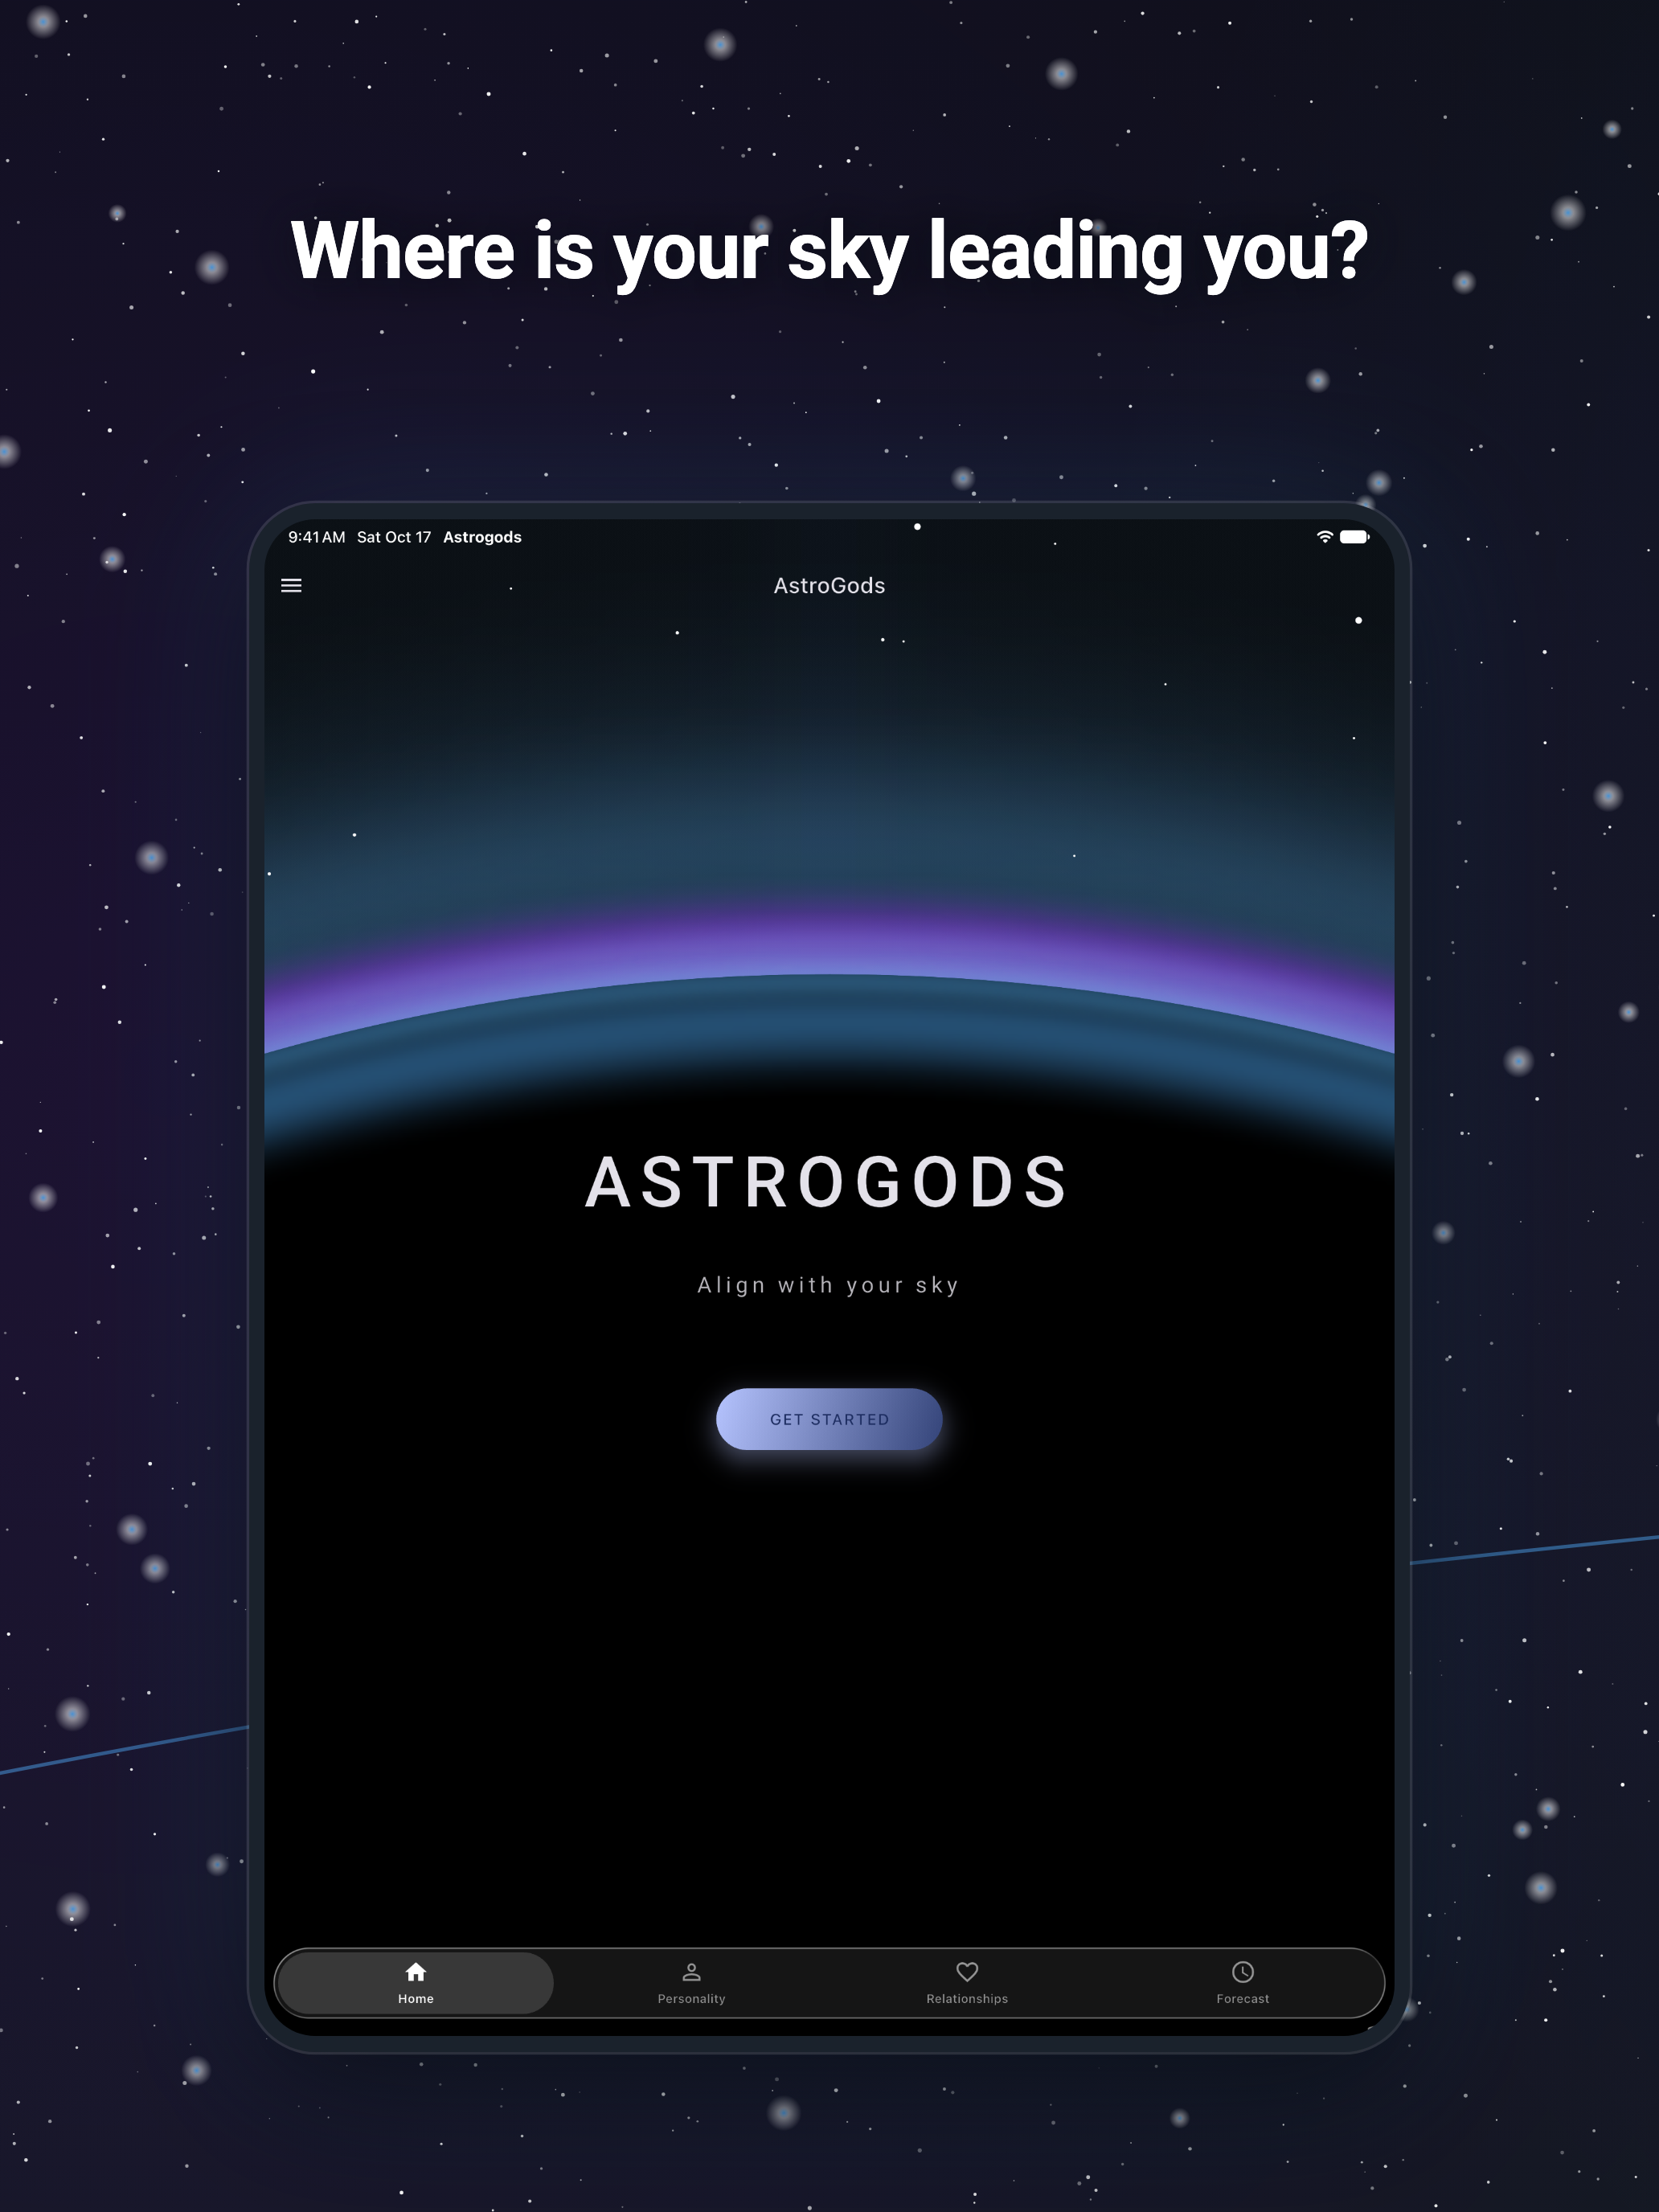 Where is your sky leading you?
9:41 AM Sat Oct 17 Astrogods
AstroGods
ASTROGODS
Align with your sky
GET STARTED
Home Personality Relationships Forecast